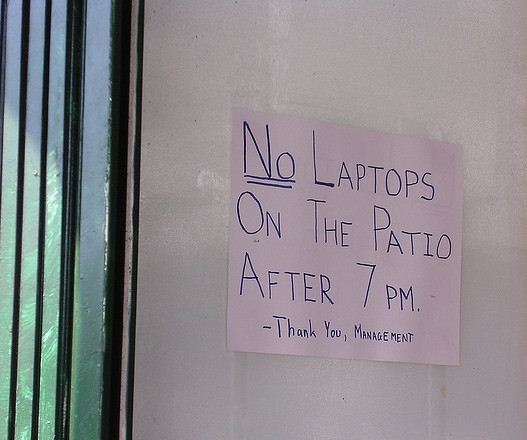 No LAPTOPS
ON THE PATIO
AFTER 7 PM.
-Thank You, MANAGEMENT